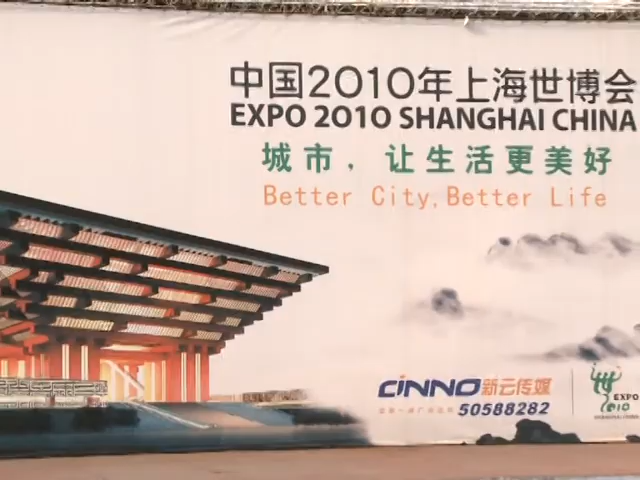 中国2010年上海世博会
EXPO 2010 SHANGHAI CHINA
城市，让生活更美好
Better City,Better Life
CINNO新云传媒
50588282
EXPO
2010
SHANGHAI CHINA